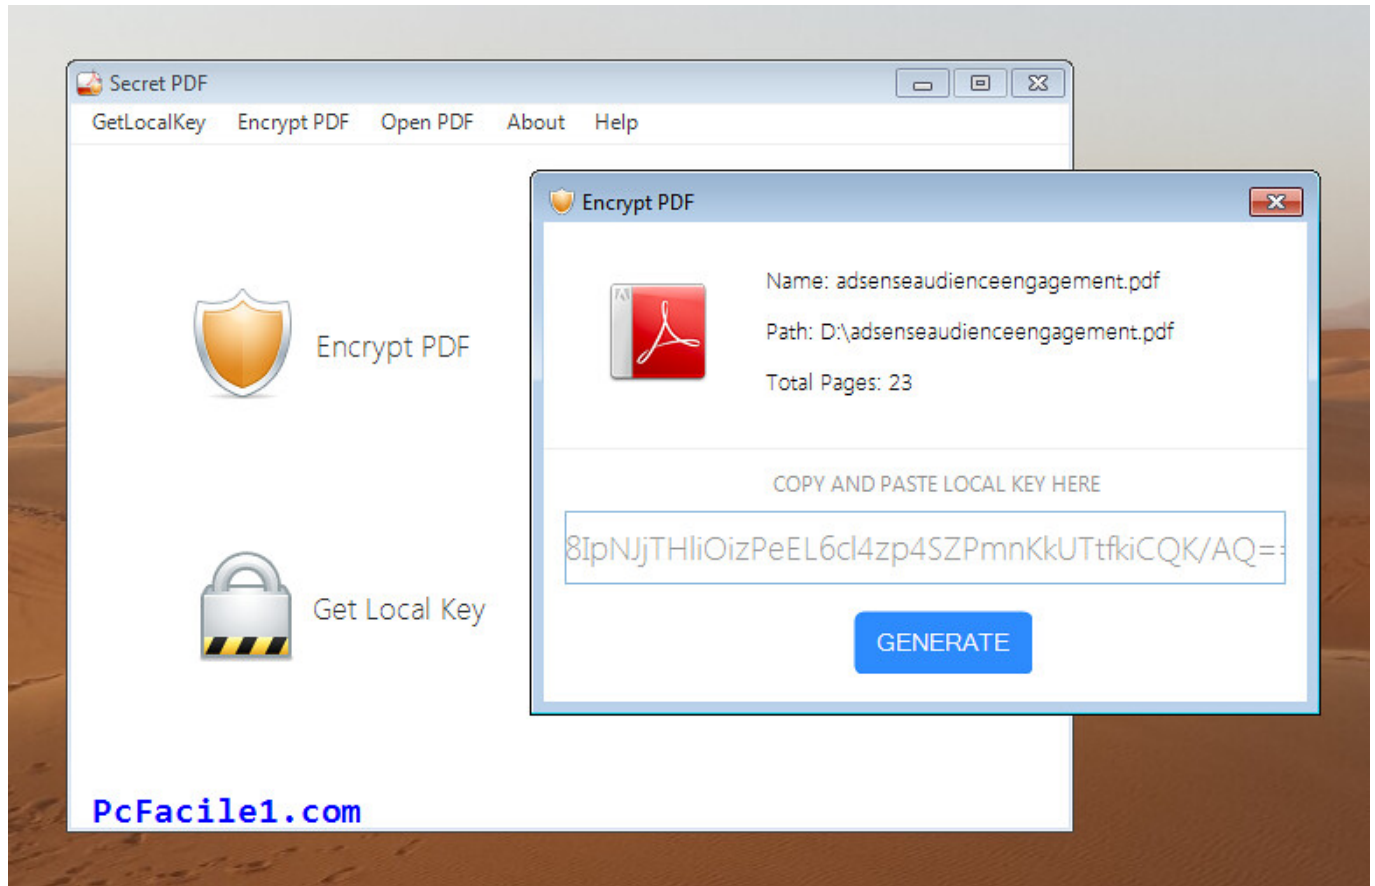 Secret PDF
GetLocalKey Encrypt PDF Open PDF About Help
Encrypt PDF
Get Local Key
PcFacile1.com
Encrypt PDF
Name: adsenseaudienceengagement.pdf
Path: D:\adsenseaudienceengagement.pdf
Total Pages: 23
COPY AND PASTE LOCAL KEY HERE
8IpNJjTHliOizPeEL6cl4zp4SZPmnKkUTtfkiCQK/AQ==
GENERATE